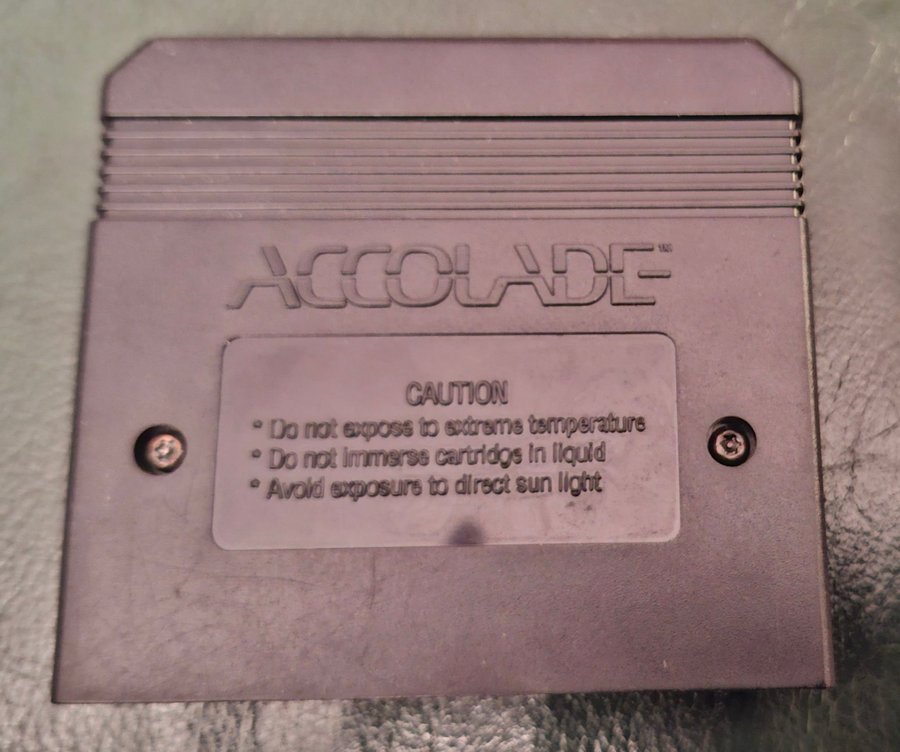 ACCOLADE™
CAUTION
* Do not expose to extreme temperature
* Do not immerse cartridge in liquid
* Avoid exposure to direct sun light